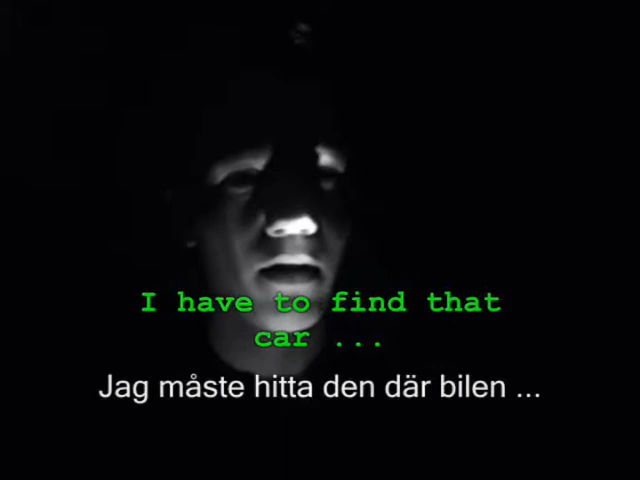 I have to find that
car ...
Jag måste hitta den där bilen ...